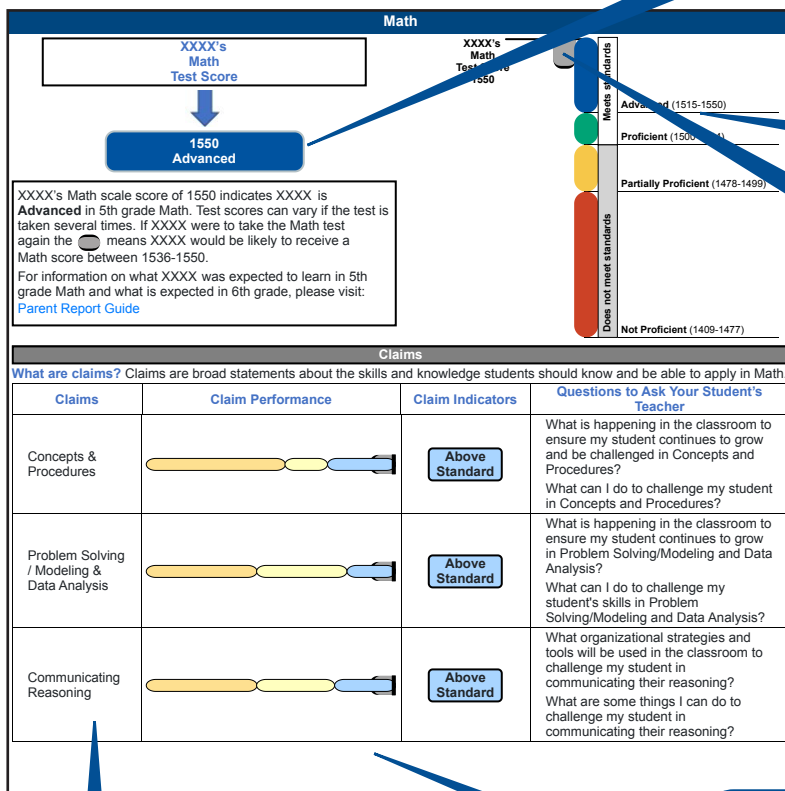 Math
XXXX's
Math
Test Score
1550
Advanced
XXXX's Math scale score of 1550 indicates XXXX is
Advanced in 5th grade Math. Test scores can vary if the test is
taken several times. If XXXX were to take the Math test
again the means XXXX would be likely to receive a
Math score between 1536-1550.
For information on what XXXX was expected to learn in 5th
grade Math and what is expected in 6th grade, please visit:
Parent Report Guide
XXXX's
Math
Test Score
1550
Meets standards
Does not meet standards
Advanced (1515-1550)
Proficient (1500-
Partially Proficient (1478-1499)
Not Proficient (1409-1477)
Claims
What are claims? Claims are broad statements about the skills and knowledge students should know and be able to apply in Math.
Claims
Claim Performance
Claim Indicators
Questions to Ask Your Student's
Teacher
Concepts &
Procedures
Above
Standard
What is happening in the classroom to
ensure my student continues to grow
and be challenged in Concepts and
Procedures?
What can I do to challenge my student
in Concepts and Procedures?
Problem Solving
/ Modeling &
Data Analysis
Above
Standard
What is happening in the classroom to
ensure my student continues to grow
in Problem Solving/Modeling and Data
Analysis?
What can I do to challenge my
student's skills in Problem
Solving/Modeling and Data Analysis?
Communicating
Reasoning
Above
Standard
What organizational strategies and
tools will be used in the classroom to
challenge my student in
communicating their reasoning?
What are some things I can do to
challenge my student in
communicating their reasoning?